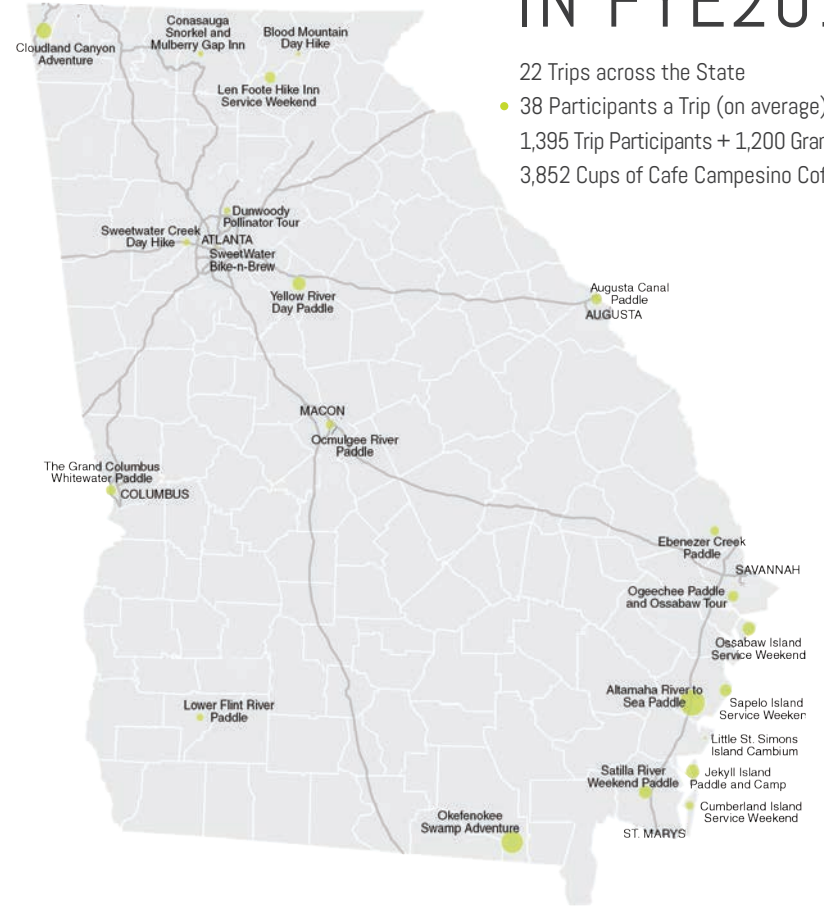 IN FYE20
22 Trips across the State
38 Participants a Trip (on average)
1,395 Trip Participants + 1,200 Gran
3,852 Cups of Cafe Campesino Cof
Cloudland Canyon
Adventure
Conasauga
Snorkel and
Mulberry Gap Inn
Blood Mountain
Day Hike
Len Foote Hike Inn
Service Weekend
Dunwoody
Pollinator Tour
Sweetwater Creek
Day Hike
ATLANTA
SweetWater
Bike-n-Brew
Yellow River
Day Paddle
Augusta Canal
Paddle
AUGUSTA
MACON
Ocmulgee River
Paddle
The Grand Columbus
Whitewater Paddle
COLUMBUS
Ebenezer Creek
Paddle
SAVANNAH
Ogeechee Paddle
and Ossabaw Tour
Ossabaw Island
Service Weekend
Altamaha River to
Sea Paddle
Sapelo Island
Service Weeken
Lower Flint River
Paddle
Little St. Simons
Island Cambium
Satilla River
Weekend Paddle
Jekyll Island
Paddle and Camp
Cumberland Island
Service Weekend
Okefenokee
Swamp Adventure
ST. MARYS